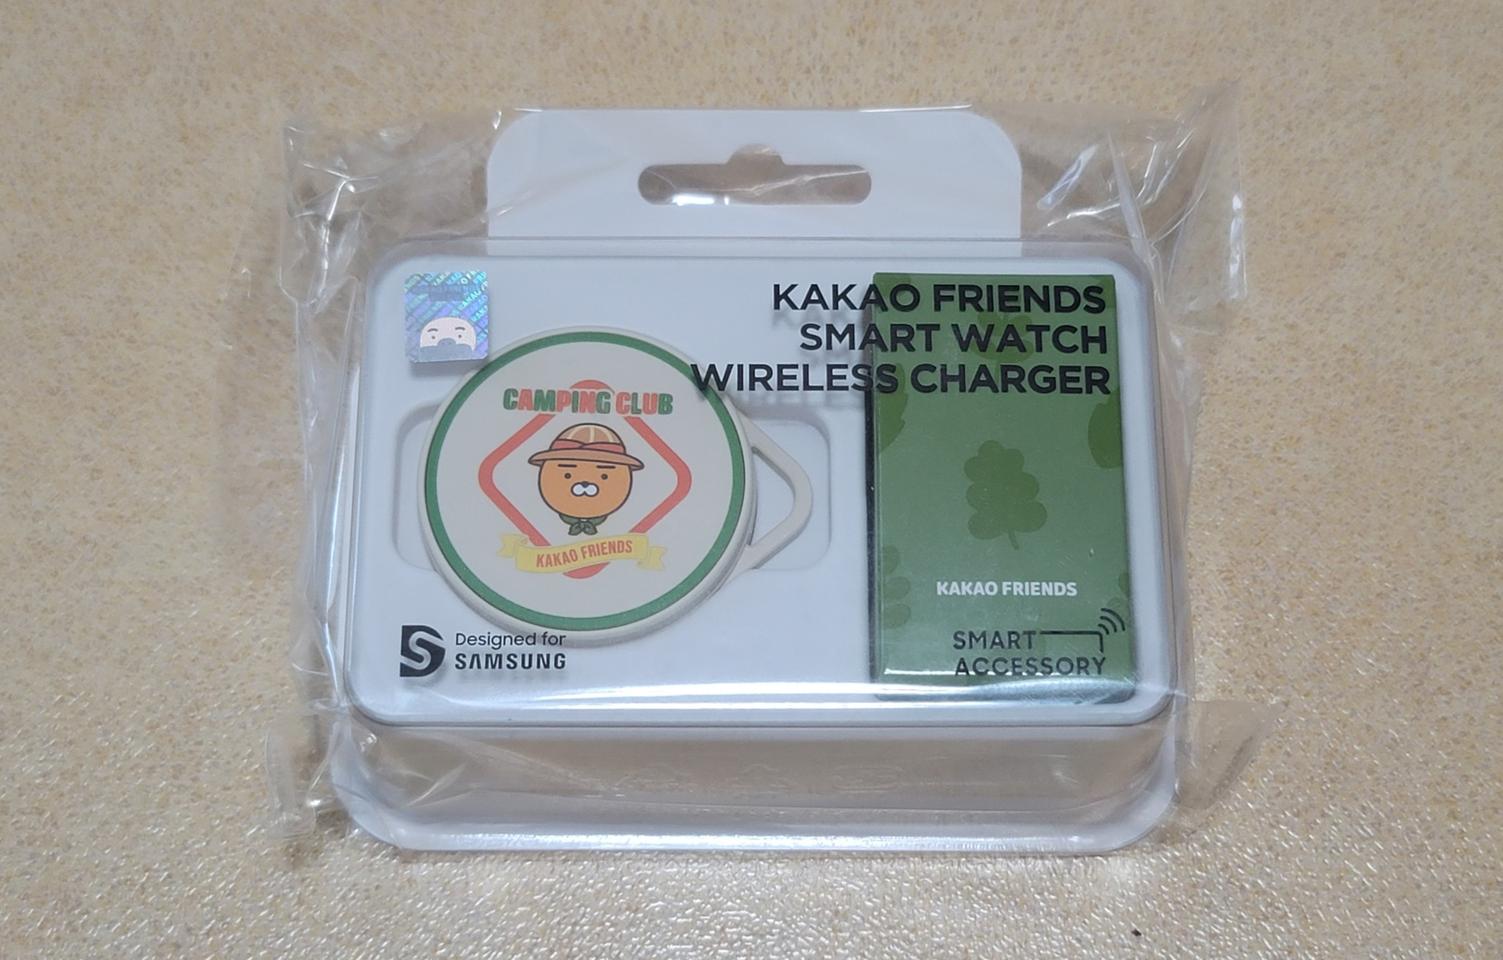 KAKAO FRIENDS
SMART WATCH
WIRELESS CHARGER
CAMPING CLUB
KAKAO FRIENDS
KAKAO FRIENDS
Designed for
SAMSUNG
SMART
ACCESSORY